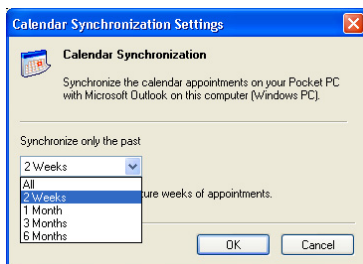 Calendar Synchronization Settings
Calendar Synchronization
Synchronize the calendar appointments on your Pocket PC
with Microsoft Outlook on this computer (Windows PC).
Synchronize only the past
2 Weeks
All
2 Weeks
weeks of appointments.
1 Month
3 Months
6 Months
OK Cancel